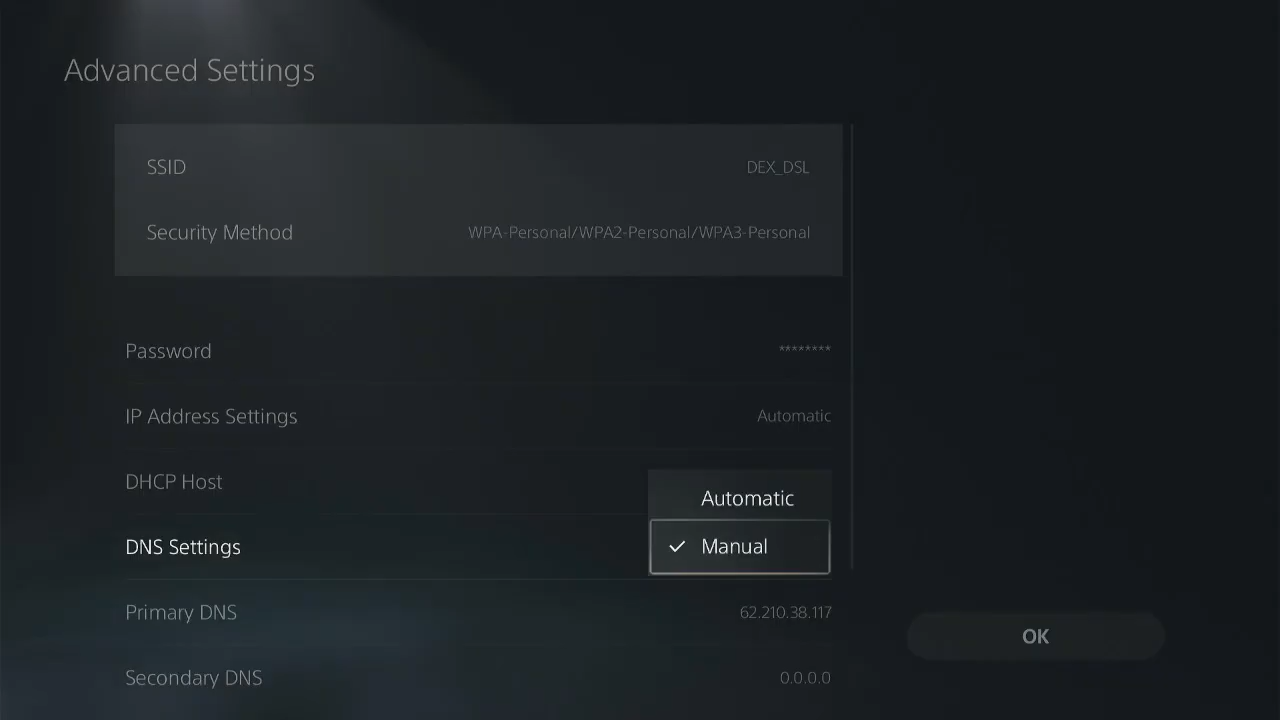 Advanced Settings
SSID DEX_DSL
Security Method WPA-Personal/WPA2-Personal/WPA3-Personal
Password ********
IP Address Settings Automatic
DHCP Host
Automatic
DNS Settings Manual
Primary DNS 62.210.38.117
OK
Secondary DNS 0.0.0.0